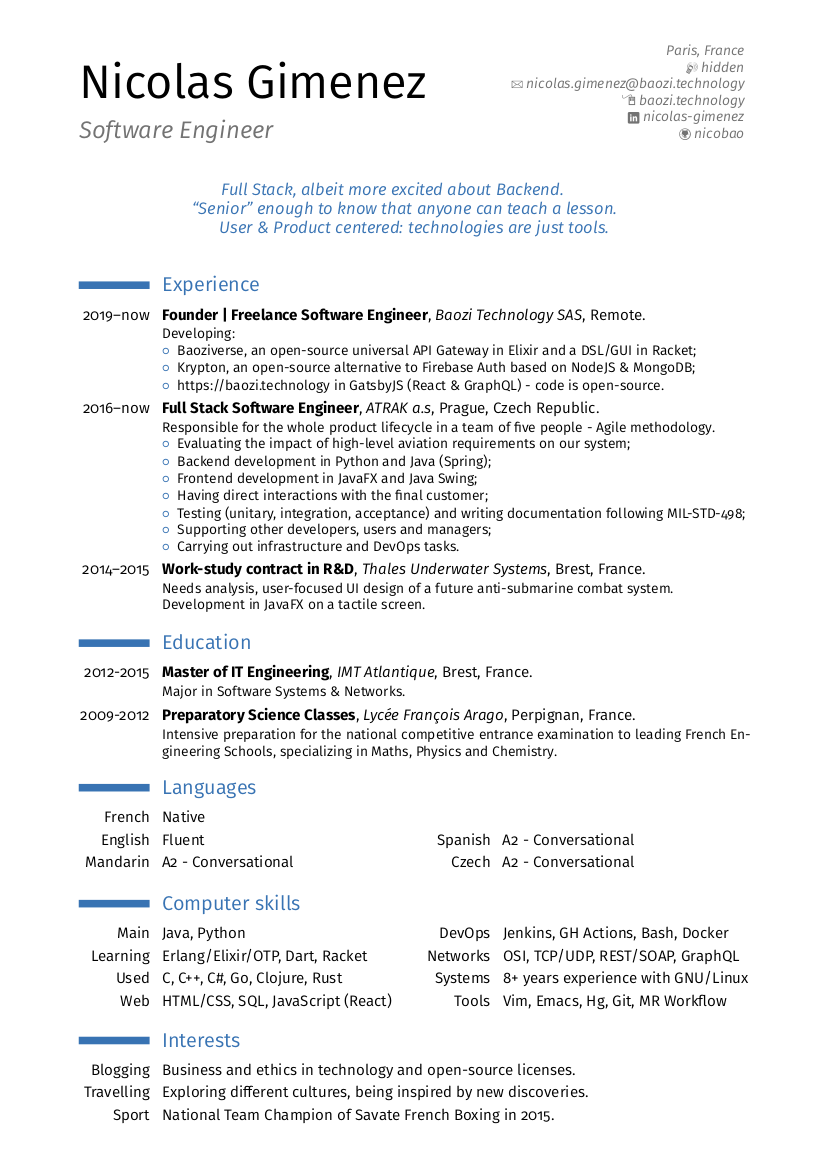 Nicolas Gimenez
Software Engineer
Paris, France
hidden
nicolas.gimenez@baozi.technology
baozi.technology
nicolas-gimenez
nicobao
Full Stack, albeit more excited about Backend.
“Senior” enough to know that anyone can teach a lesson.
User & Product centered: technologies are just tools.
Experience
2019–now Founder | Freelance Software Engineer, Baozi Technology SAS, Remote.
Developing:
○ Baoziverse, an open-source universal API Gateway in Elixir and a DSL/GUI in Racket;
○ Krypton, an open-source alternative to Firebase Auth based on NodeJS & MongoDB;
○ https://baozi.technology in GatsbyJS (React & GraphQL) - code is open-source.
2016–now Full Stack Software Engineer, ATRAK a.s, Prague, Czech Republic.
Responsible for the whole product lifecycle in a team of five people - Agile methodology.
○ Evaluating the impact of high-level aviation requirements on our system;
○ Backend development in Python and Java (Spring);
○ Frontend development in JavaFX and Java Swing;
○ Having direct interactions with the final customer;
○ Testing (unitary, integration, acceptance) and writing documentation following MIL-STD-498;
○ Supporting other developers, users and managers;
○ Carrying out infrastructure and DevOps tasks.
2014–2015 Work-study contract in R&D, Thales Underwater Systems, Brest, France.
Needs analysis, user-focused UI design of a future anti-submarine combat system.
Development in JavaFX on a tactile screen.
Education
2012-2015 Master of IT Engineering, IMT Atlantique, Brest, France.
Major in Software Systems & Networks.
2009-2012 Preparatory Science Classes, Lycée François Arago, Perpignan, France.
Intensive preparation for the national competitive entrance examination to leading French En-
gineering Schools, specializing in Maths, Physics and Chemistry.
Languages
French Native
English Fluent Spanish A2 - Conversational
Mandarin A2 - Conversational Czech A2 - Conversational
Computer skills
Main Java, Python DevOps Jenkins, GH Actions, Bash, Docker
Learning Erlang/Elixir/OTP, Dart, Racket Networks OSI, TCP/UDP, REST/SOAP, GraphQL
Used C, C++, C#, Go, Clojure, Rust Systems 8+ years experience with GNU/Linux
Web HTML/CSS, SQL, JavaScript (React) Tools Vim, Emacs, Hg, Git, MR Workflow
Interests
Blogging Business and ethics in technology and open-source licenses.
Travelling Exploring different cultures, being inspired by new discoveries.
Sport National Team Champion of Savate French Boxing in 2015.